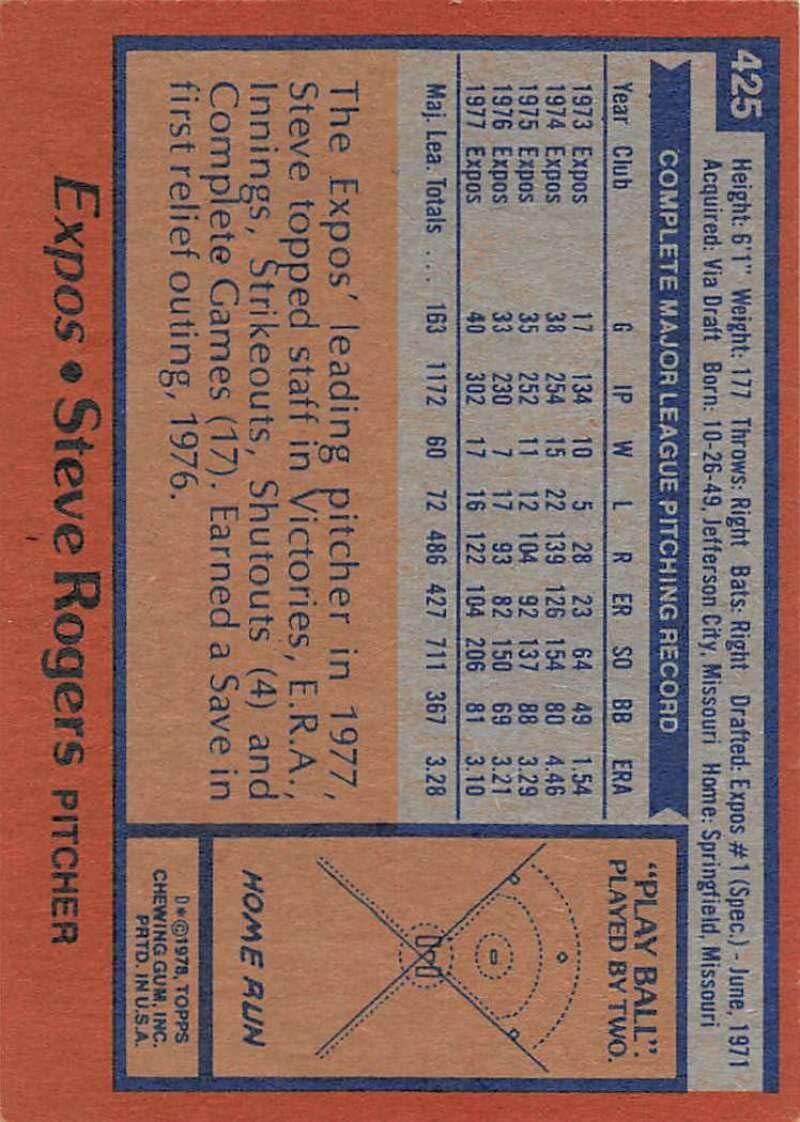 425
Height: 6'1" Weight: 177 Throws: Right Bats: Right Drafted: Expos #1 (Spec.) - June, 1971
Acquired: Via Draft Born: 10-26-49, Jefferson City, Missouri Home: Springfield, Missouri
COMPLETE MAJOR LEAGUE PITCHING RECORD
Year Club G IP W L R ER SO BB ERA
1973 Expos 17 134 10 5 28 23 64 49 1.54
1974 Expos 38 254 15 22 139 126 154 80 4.46
1975 Expos 35 252 11 12 104 92 137 88 3.29
1976 Expos 33 230 7 17 93 82 150 69 3.21
1977 Expos 40 302 17 16 122 104 206 81 3.10
Maj. Lea. Totals ... 163 1172 60 72 486 427 711 367 3.28
The Expos' leading pitcher in 1977,
Steve topped staff in Victories, E.R.A.,
Innings, Strikeouts, Shutouts (4) and
Complete Games (17). Earned a Save in
first relief outing, 1976.
"PLAY BALL"
PLAYED BY TWO.
HOME RUN
D*©1978, TOPPS
CHEWING GUM, INC.
PRTD. IN U.S.A.
Expos • Steve Rogers PITCHER